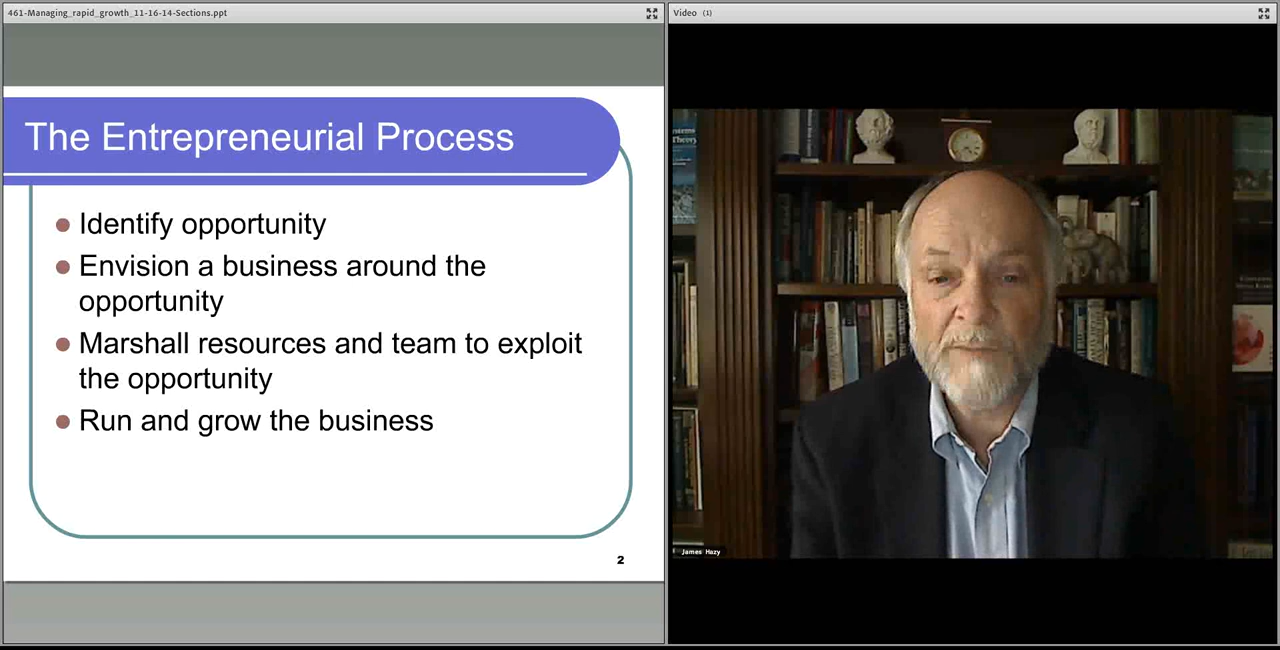 461-Managing_rapid_growth_11-16-14-Sections.ppt
Video (1)
The Entrepreneurial Process
Identify opportunity
Envision a business around the
opportunity
Marshall resources and team to exploit
the opportunity
Run and grow the business
2
Theory
James Hazy